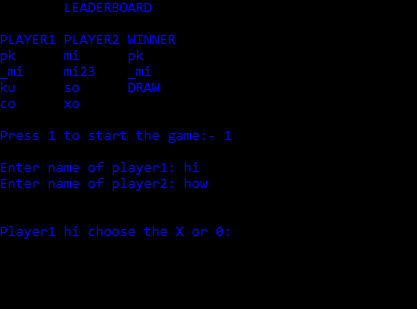 LEADERBOARD
PLAYER1 PLAYER2 WINNER
pk mi pk
_mi mi23 _mi
ku so DRAW
co xo
Press 1 to start the game:- 1
Enter name of player1: hi
Enter name of player2: how
Player1 hi choose the X or 0: